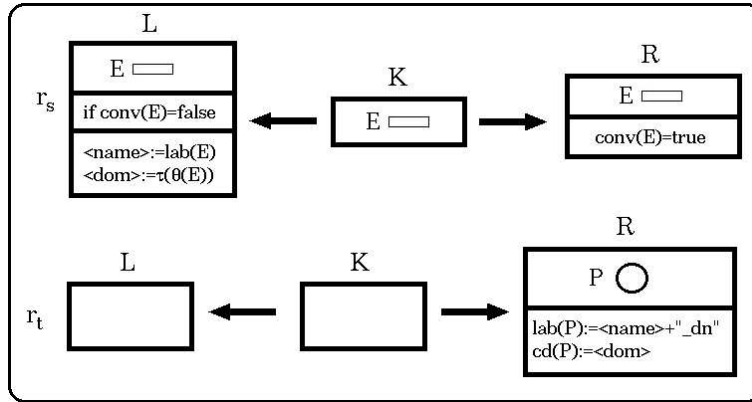 L
E
K
R
r_s
if conv(E)=false
E
E
<name>:=lab(E)
<dom>:=τ(θ(E))
conv(E)=true
L
K
R
r_t
P
lab(P):=<name>+"_dn"
cd(P):=<dom>